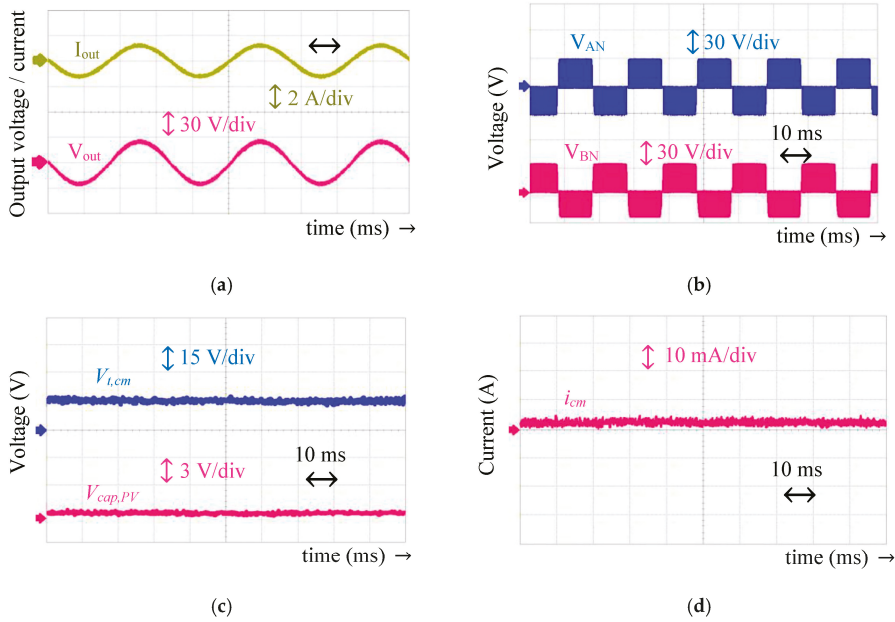 Output voltage / current
I_out
2 A/div
30 V/div
V_out
time (ms) →
(a)
Voltage (V)
V_AN
30 V/div
10 ms
V_BN
30 V/div
time (ms) →
(b)
Voltage (V)
15 V/div
V_t,cm
10 ms
3 V/div
V_cap,PV
time (ms) →
(c)
Current (A)
10 mA/div
i_cm
10 ms
time (ms) →
(d)